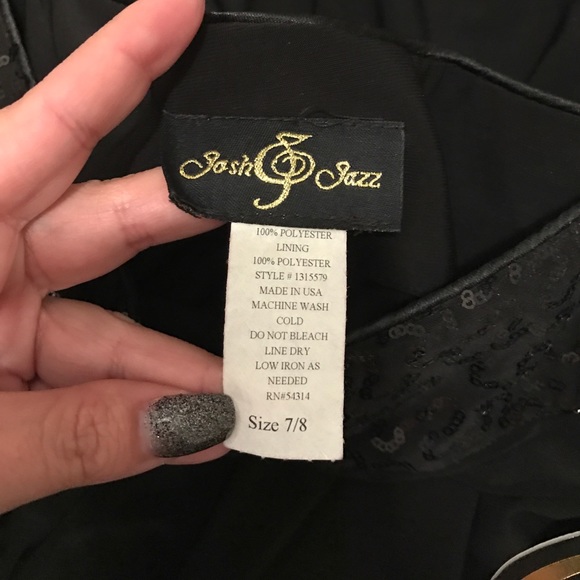 Josh & Jazz
100% POLYESTER
LINING
100% POLYESTER
STYLE # 1315579
MADE IN USA
MACHINE WASH
COLD
DO NOT BLEACH
LINE DRY
LOW IRON AS
NEEDED
RN#54314
Size 7/8